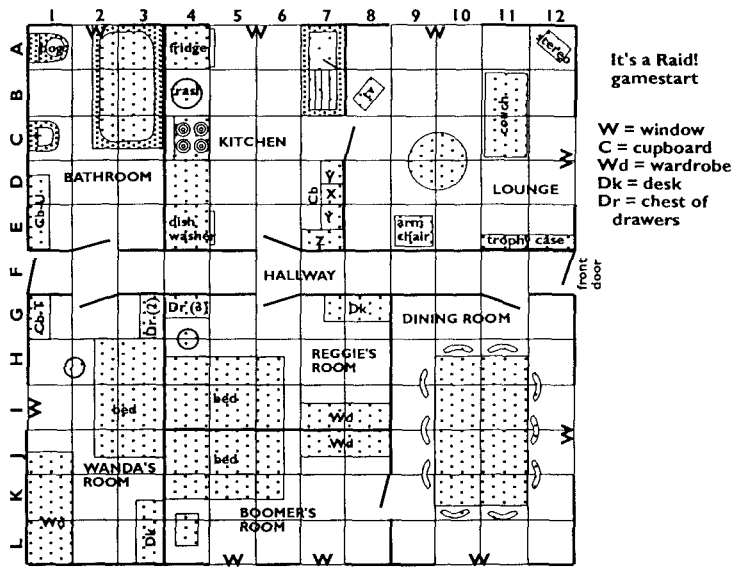 1 2 3 4 5 6 7 8 9 10 11 12
W W W
A
bog
fridge
stereo
It's a Raid!
gamestart
B
trash
T.V.
couch
C
KITCHEN
W
W = window
C = cupboard
Wd = wardrobe
Dk = desk
Dr = chest of
drawers
D
BATHROOM
Cb
Y
X
LOUNGE
E
Cb-U
dish
washer
Y
Z
arm
chair
troph case
F
HALLWAY
front
door
G
Cb-T
Dr (2)
Dr (3)
Dk
DINING ROOM
H
REGGIE'S
ROOM
I
W
bed
bed
Wd
J
bed
Wd
W
WANDA'S
ROOM
K
Wd
BOOMER'S
ROOM
L
Dk
W W W